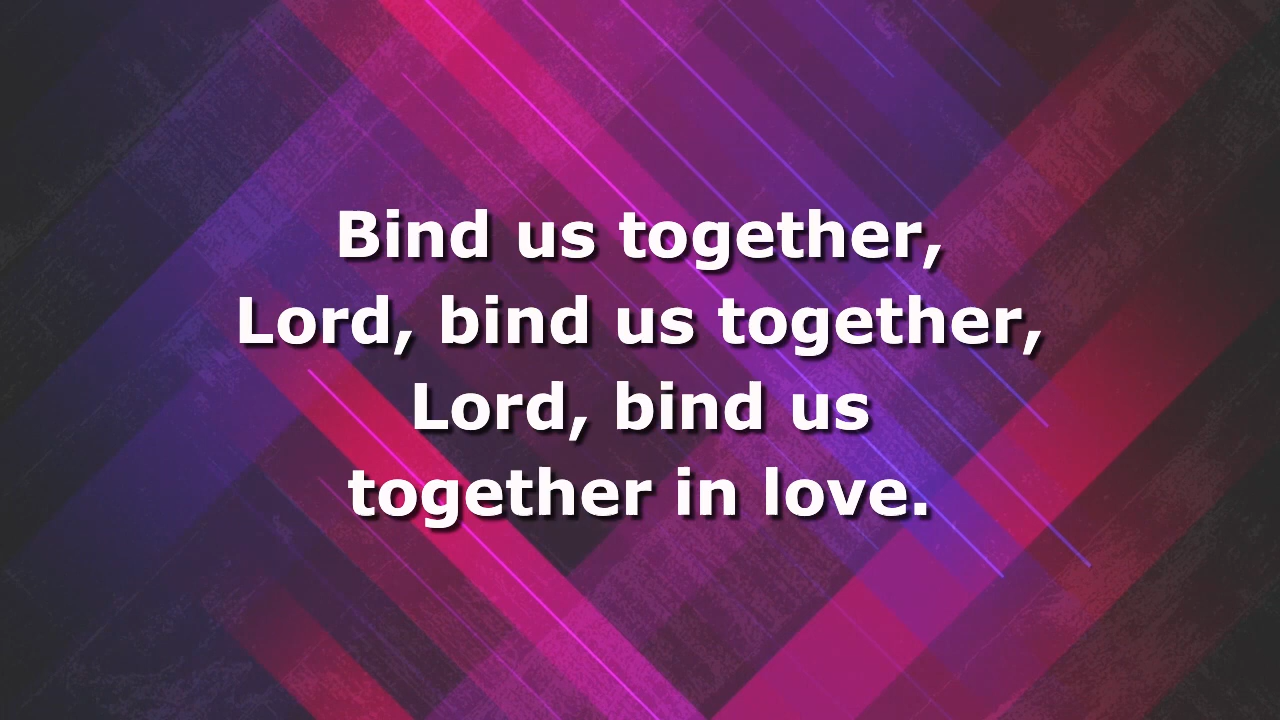 Bind us together,
Lord, bind us together,
Lord, bind us
together in love.